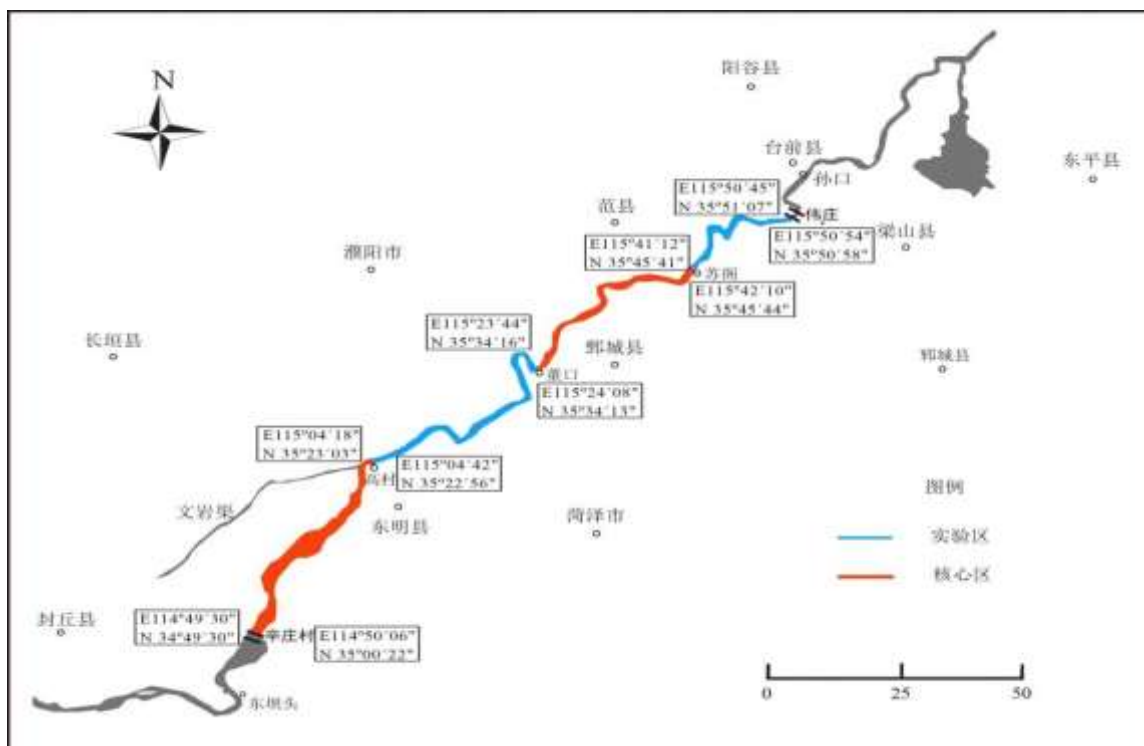 N
阳谷县
台前县
孙口
东平县
E115°50´45"
N 35°51´07"
伟庄
范县
梁山县
E115°50´54"
N 35°50´58"
E115°41´12"
N 35°45´41"
濮阳市
苏阁
E115°42´10"
N 35°45´44"
E115°23´44"
N 35°34´16"
长垣县
鄄城县
郓城县
董口
E115°24´08"
N 35°34´13"
E115°04´18"
N 35°23´03"
高村
E115°04´42"
N 35°22´56"
图例
文岩渠
东明县
菏泽市
实验区
核心区
封丘县
E114°49´30"
N 34°49´30"
辛庄村
E114°50´06"
N 35°00´22"
东坝头
0 25 50